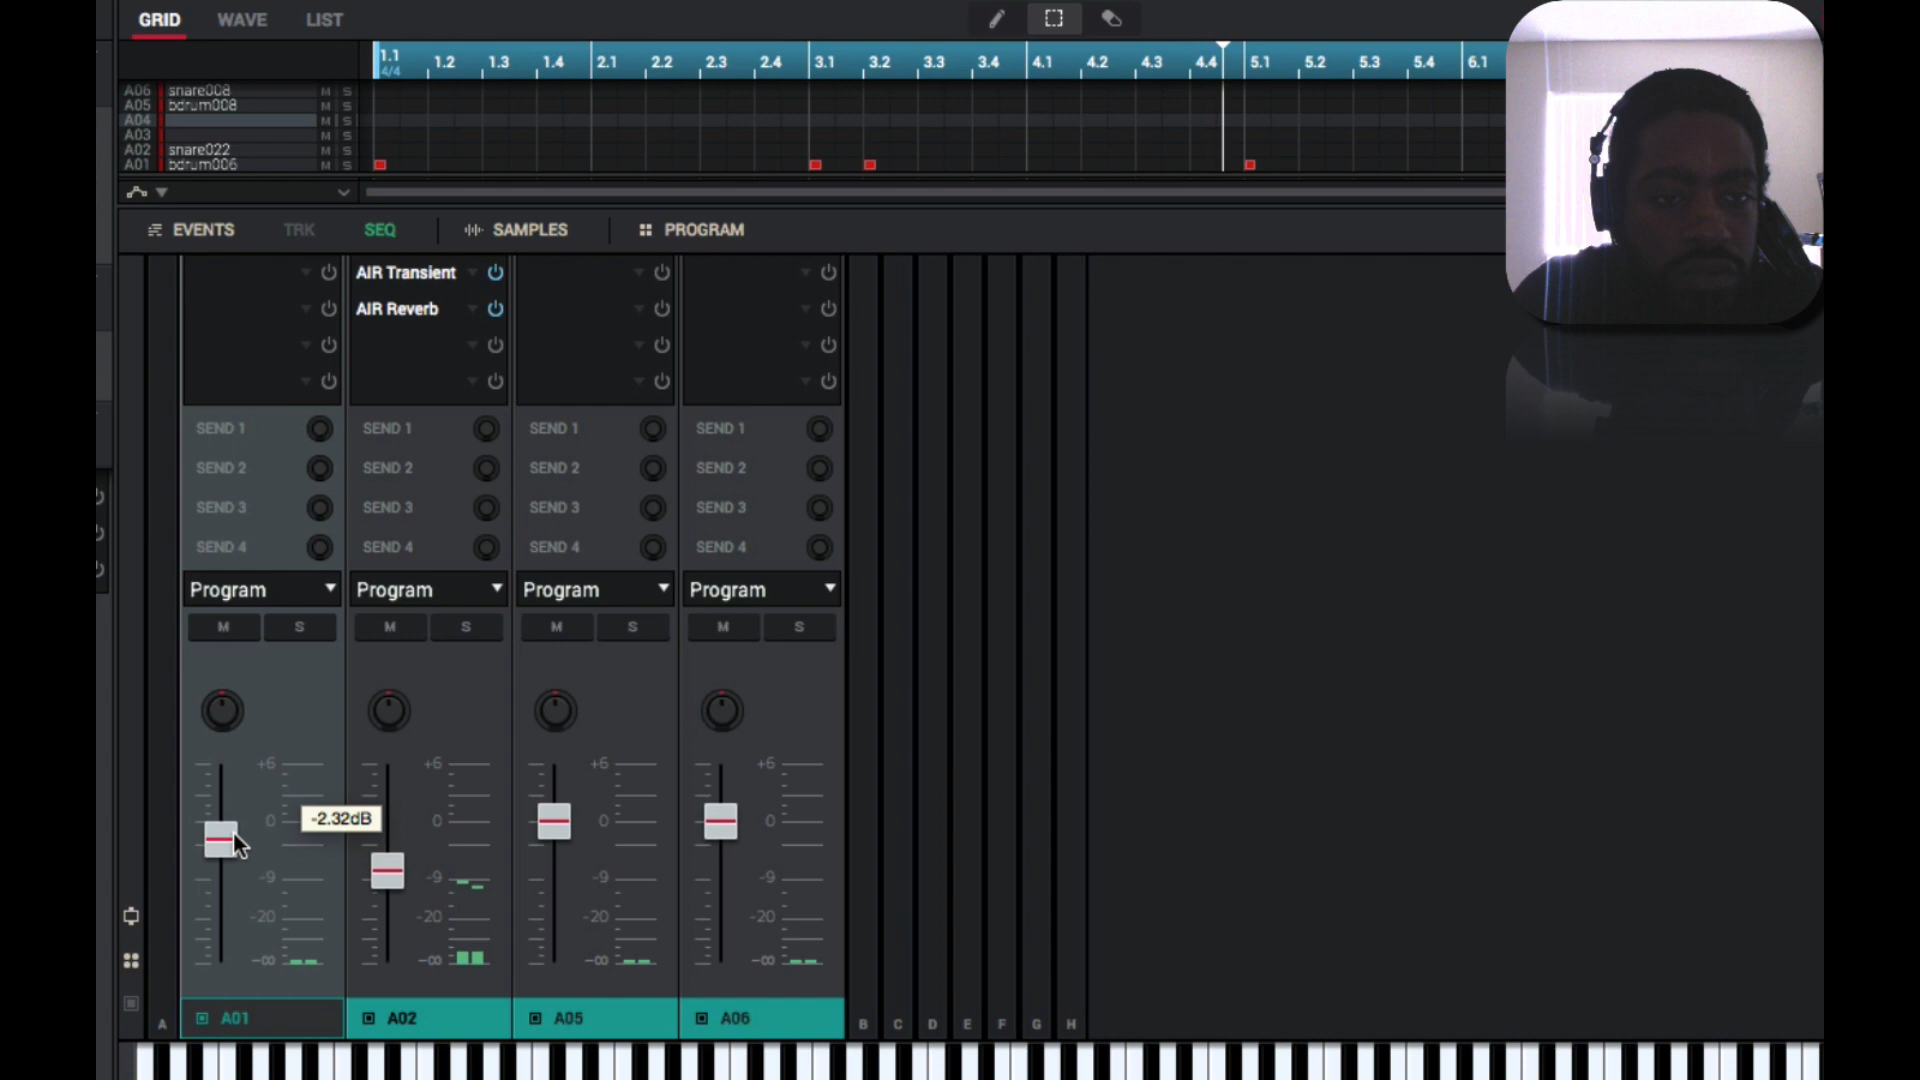 GRID WAVE LIST
1.1 1.2 1.3 1.4 2.1 2.2 2.3 2.4 3.1 3.2 3.3 3.4 4.1 4.2 4.3 4.4 5.1 5.2 5.3 5.4 6.1
4/4
A06 snare008 M S
A05 bdrum008 M S
A04 M S
A03 M S
A02 snare022 M S
A01 bdrum006 M S
EVENTS TRK SEQ SAMPLES PROGRAM
AIR Transient
AIR Reverb
SEND 1 SEND 1 SEND 1 SEND 1
SEND 2 SEND 2 SEND 2 SEND 2
SEND 3 SEND 3 SEND 3 SEND 3
SEND 4 SEND 4 SEND 4 SEND 4
Program Program Program Program
M S M S M S M S
+6 +6 +6 +6
0 -2.32dB 0 0 0
-9 -9 -9 -9
-20 -20 -20 -20
-∞ -∞ -∞ -∞
A A01 A02 A05 A06 B C D E F G H